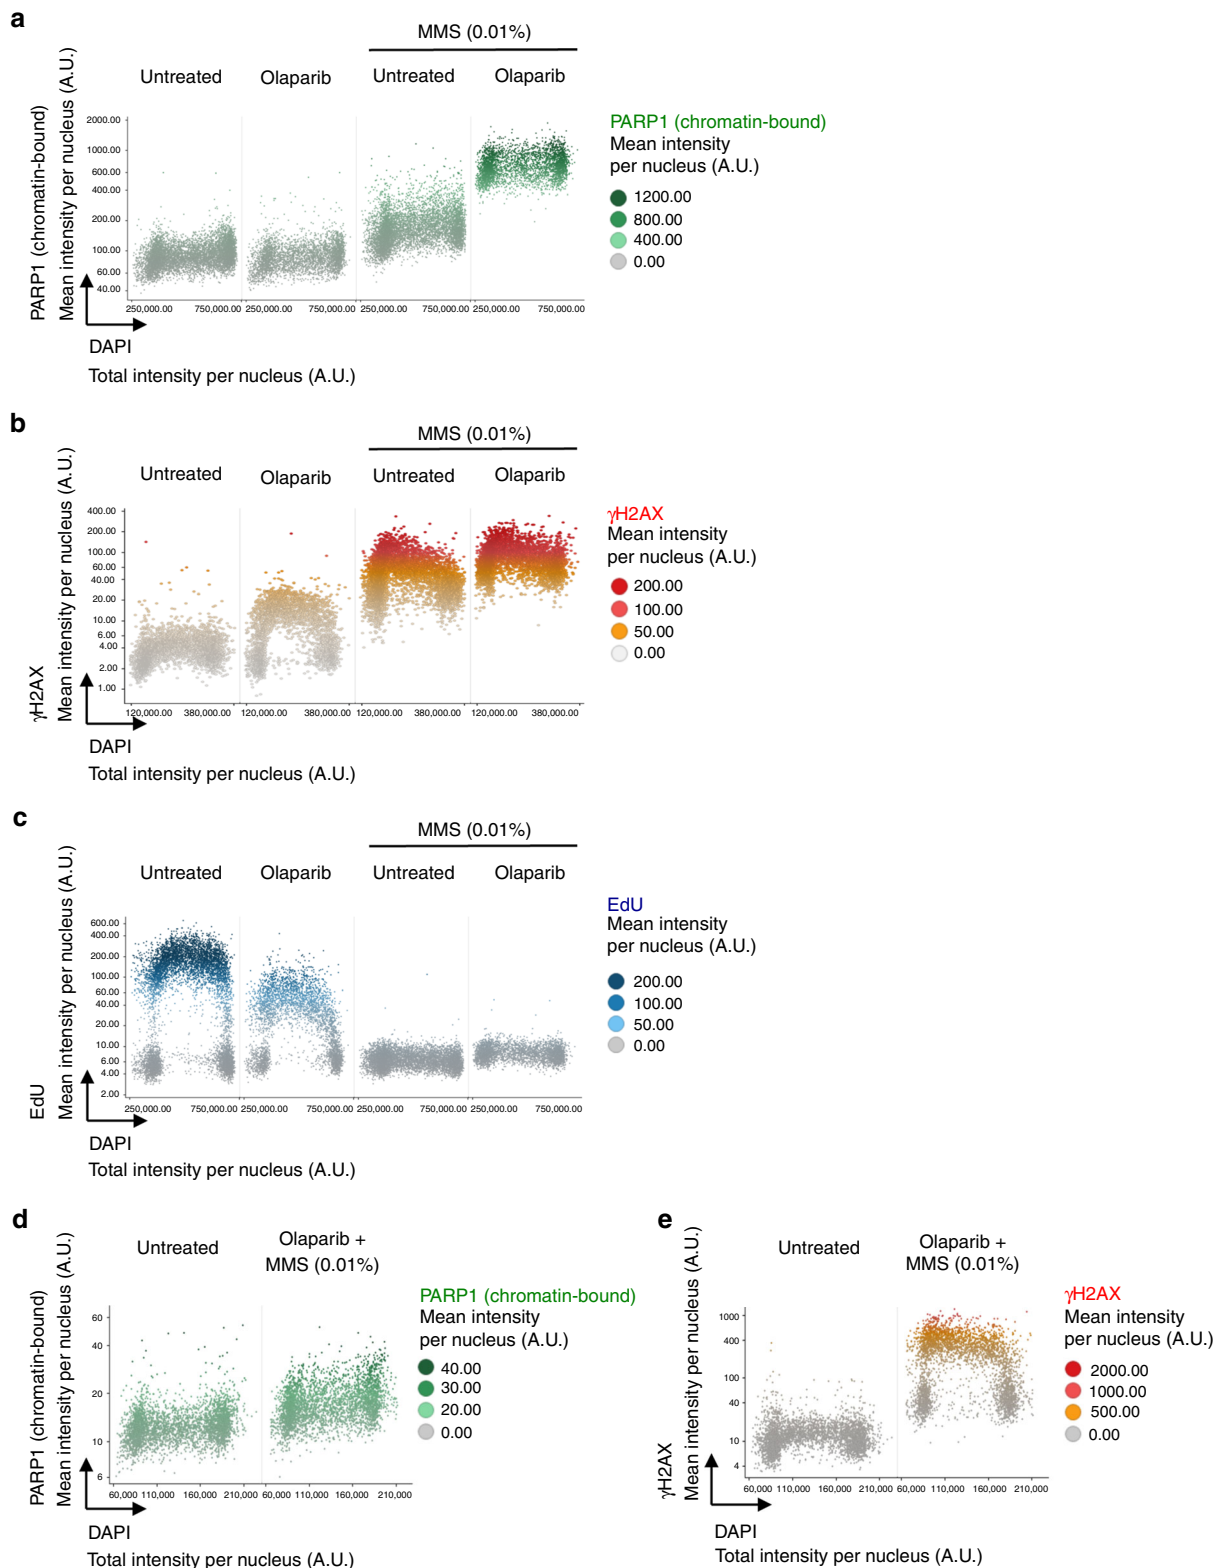 a
MMS (0.01%)
Untreated
Olaparib
Untreated
Olaparib
PARP1 (chromatin-bound)
Mean intensity per nucleus (A.U.)
2000.00
1000.00
600.00
400.00
200.00
100.00
60.00
40.00
250,000.00 750,000.00 250,000.00 750,000.00 250,000.00 750,000.00 250,000.00 750,000.00
DAPI
Total intensity per nucleus (A.U.)
PARP1 (chromatin-bound)
Mean intensity
per nucleus (A.U.)
1200.00
800.00
400.00
0.00
b
MMS (0.01%)
Untreated
Olaparib
Untreated
Olaparib
γH2AX
Mean intensity per nucleus (A.U.)
400.00
200.00
100.00
60.00
40.00
20.00
10.00
6.00
4.00
2.00
1.00
120,000.00 380,000.00 120,000.00 380,000.00 120,000.00 380,000.00 120,000.00 380,000.00
DAPI
Total intensity per nucleus (A.U.)
γH2AX
Mean intensity
per nucleus (A.U.)
200.00
100.00
50.00
0.00
c
MMS (0.01%)
Untreated
Olaparib
Untreated
Olaparib
EdU
Mean intensity per nucleus (A.U.)
600.00
400.00
200.00
100.00
60.00
40.00
20.00
10.00
6.00
4.00
2.00
250,000.00 750,000.00 250,000.00 750,000.00 250,000.00 750,000.00 250,000.00 750,000.00
DAPI
Total intensity per nucleus (A.U.)
EdU
Mean intensity
per nucleus (A.U.)
200.00
100.00
50.00
0.00
d
Untreated
Olaparib +
MMS (0.01%)
PARP1 (chromatin-bound)
Mean intensity per nucleus (A.U.)
60
40
20
10
6
60,000 110,000 160,000 210,000 60,000 110,000 160,000 210,000
DAPI
Total intensity per nucleus (A.U.)
PARP1 (chromatin-bound)
Mean intensity
per nucleus (A.U.)
40.00
30.00
20.00
0.00
e
Untreated
Olaparib +
MMS (0.01%)
γH2AX
Mean intensity per nucleus (A.U.)
1000
400
100
40
10
4
60,000 110,000 160,000 210,000 60,000 110,000 160,000 210,000
DAPI
Total intensity per nucleus (A.U.)
γH2AX
Mean intensity
per nucleus (A.U.)
2000.00
1000.00
500.00
0.00